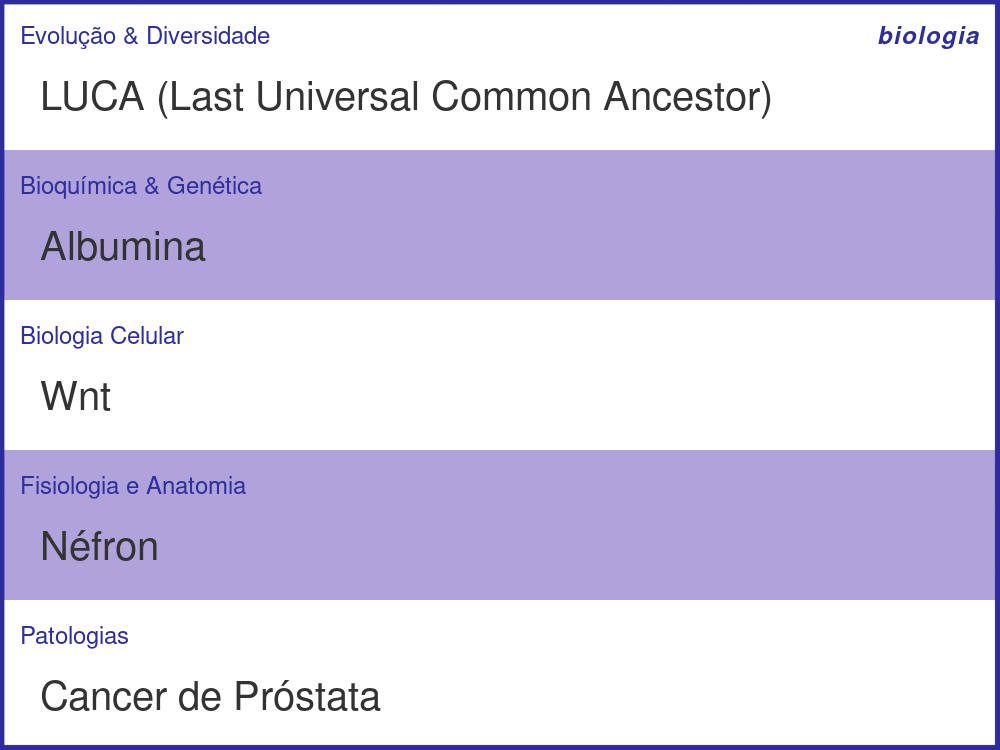 Evolução & Diversidade
biologia
LUCA (Last Universal Common Ancestor)
Bioquímica & Genética
Albumina
Biologia Celular
Wnt
Fisiologia e Anatomia
Néfron
Patologias
Cancer de Próstata